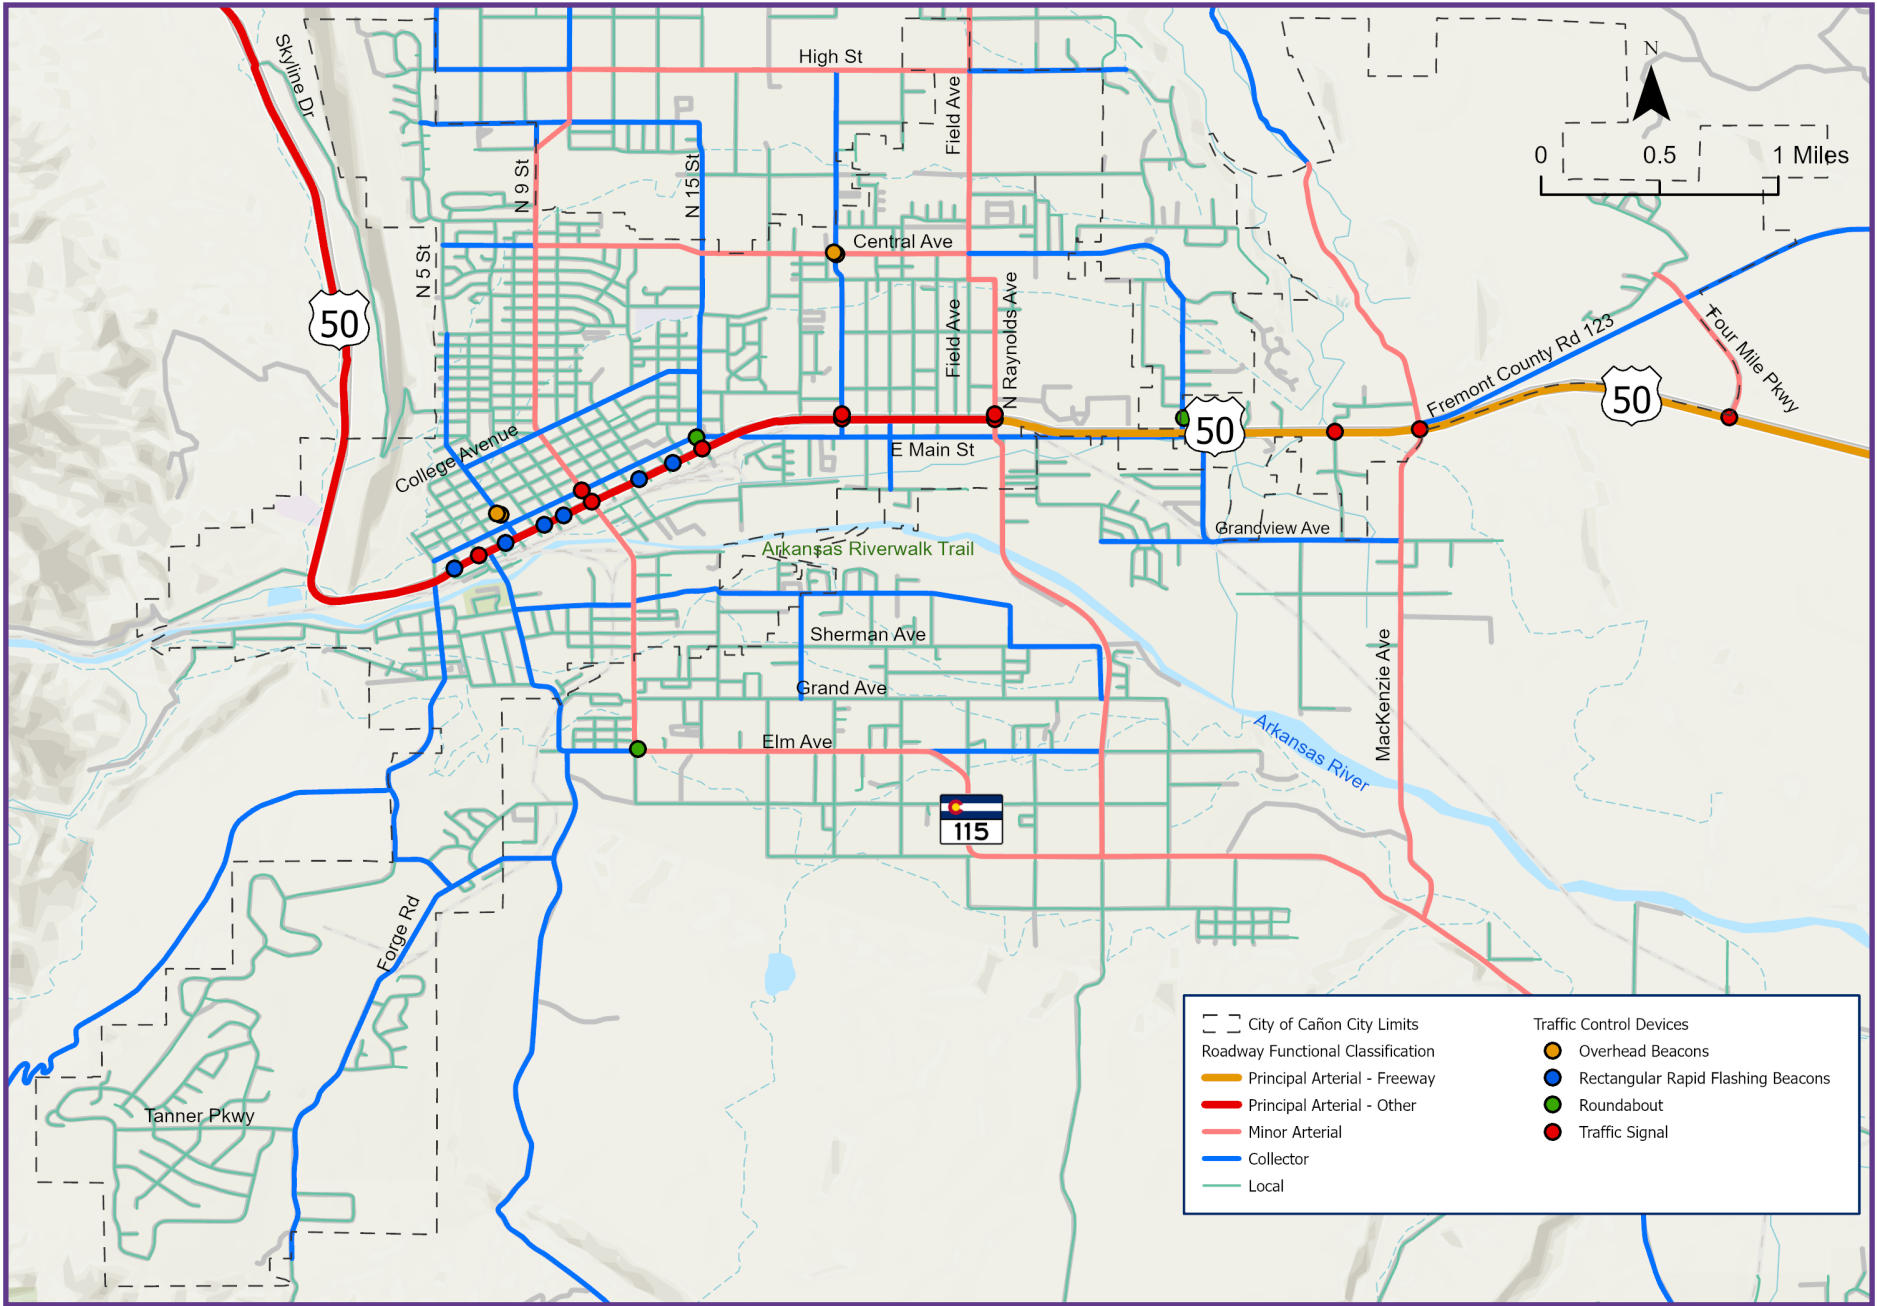 High St
Skyline Dr
Field Ave
N
0 0.5 1 Miles
N 9 St
N 15 St
Central Ave
N 5 St
50
Field Ave
N Raynolds Ave
Fremont County Rd 123
Four Mile Pkwy
50
50
College Avenue
E Main St
Grandview Ave
Arkansas Riverwalk Trail
Sherman Ave
Grand Ave
MacKenzie Ave
Elm Ave
Arkansas River
115
Forge Rd
Tanner Pkwy
City of Cañon City Limits
Roadway Functional Classification
Principal Arterial - Freeway
Principal Arterial - Other
Minor Arterial
Collector
Local
Traffic Control Devices
Overhead Beacons
Rectangular Rapid Flashing Beacons
Roundabout
Traffic Signal